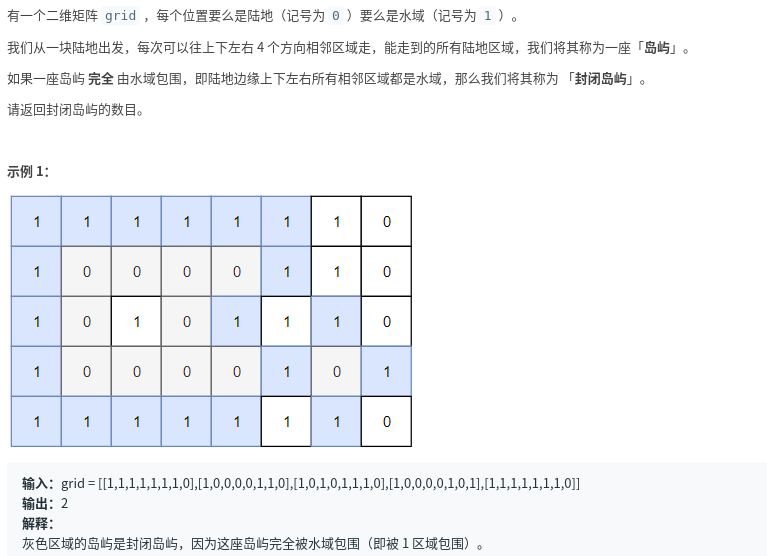 有一个二维矩阵 grid ，每个位置要么是陆地（记号为 0 ）要么是水域（记号为 1 ）。
我们从一块陆地出发，每次可以往上下左右 4 个方向相邻区域走，能走到的所有陆地区域，我们将其称为一座「岛屿」。
如果一座岛屿 完全 由水域包围，即陆地边缘上下左右所有相邻区域都是水域，那么我们将其称为 「封闭岛屿」。
请返回封闭岛屿的数目。
示例 1：
1 1 1 1 1 1 1 0
1 0 0 0 0 1 1 0
1 0 1 0 1 1 1 0
1 0 0 0 0 1 0 1
1 1 1 1 1 1 1 0
输入：grid = [[1,1,1,1,1,1,1,0],[1,0,0,0,0,1,1,0],[1,0,1,0,1,1,1,0],[1,0,0,0,0,1,0,1],[1,1,1,1,1,1,1,0]]
输出：2
解释：
灰色区域的岛屿是封闭岛屿，因为这座岛屿完全被水域包围（即被 1 区域包围）。